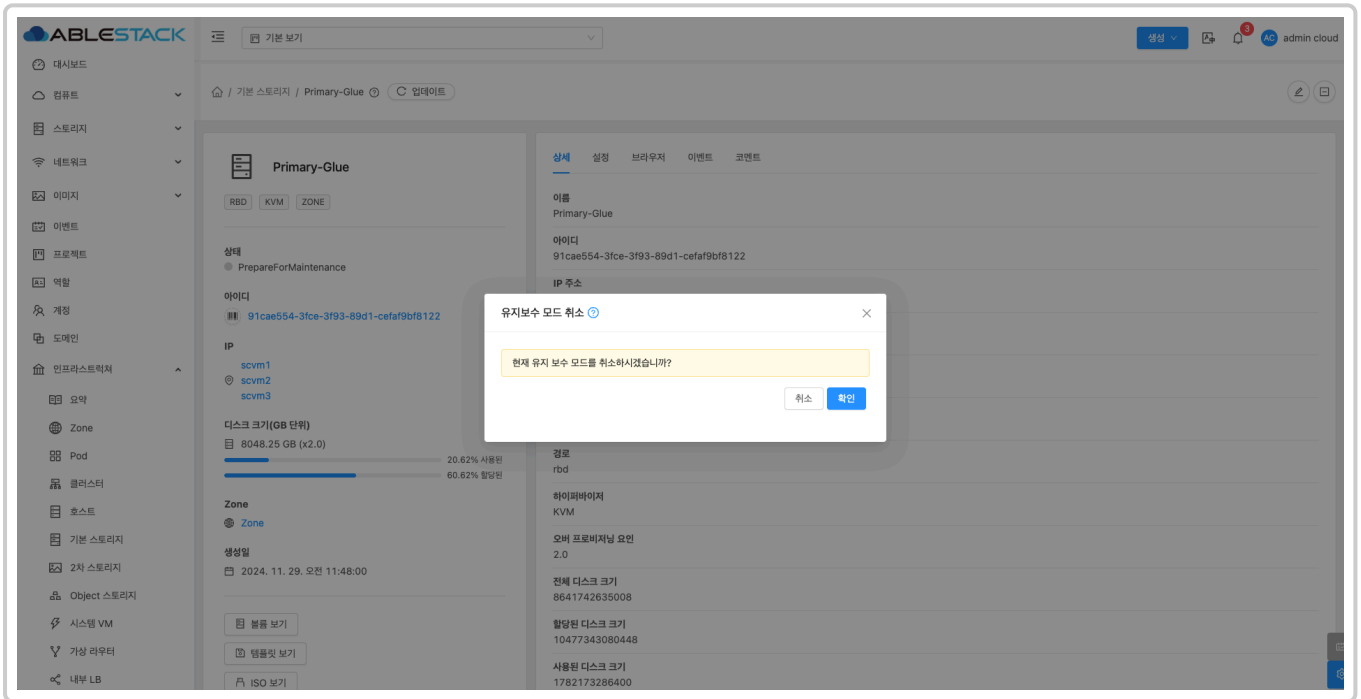 ABLESTACK
기본 보기
생성
3
AC
admin cloud
대시보드
컴퓨트
스토리지
네트워크
이미지
이벤트
프로젝트
역할
계정
도메인
인프라스트럭쳐
요약
Zone
Pod
클러스터
호스트
기본 스토리지
2차 스토리지
Object 스토리지
시스템 VM
가상 라우터
내부 LB
/ 기본 스토리지 / Primary-Glue
업데이트
Primary-Glue
RBD KVM ZONE
상태
PrepareForMaintenance
아이디
91cae554-3fce-3f93-89d1-cefaf9bf8122
IP
scvm1
scvm2
scvm3
디스크 크기(GB 단위)
8048.25 GB (x2.0)
20.62% 사용된
60.62% 할당된
Zone
Zone
생성일
2024. 11. 29. 오전 11:48:00
볼륨 보기
템플릿 보기
ISO 보기
상세 설정 브라우저 이벤트 코멘트
이름
Primary-Glue
아이디
91cae554-3fce-3f93-89d1-cefaf9bf8122
IP 주소
유지보수 모드 취소
현재 유지 보수 모드를 취소하시겠습니까?
취소 확인
경로
rbd
하이퍼바이저
KVM
오버 프로비저닝 요인
2.0
전체 디스크 크기
8641742635008
할당된 디스크 크기
10477343080448
사용된 디스크 크기
1782173286400